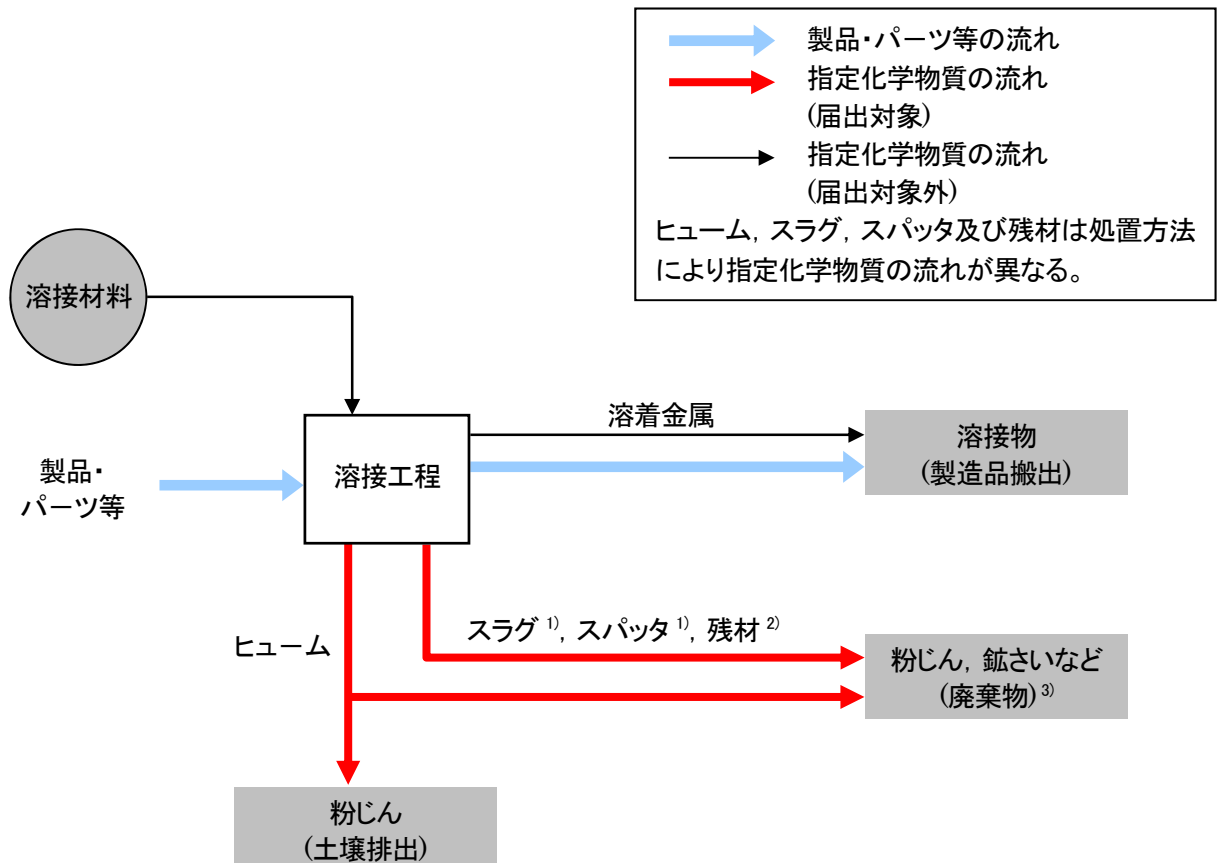 製品・パーツ等の流れ
指定化学物質の流れ
(届出対象)
指定化学物質の流れ
(届出対象外)
ヒューム, スラグ, スパッタ及び残材は処置方法
により指定化学物質の流れが異なる。
溶接材料
溶着金属
溶接物
(製造品搬出)
製品・
パーツ等
溶接工程
スラグ 1), スパッタ 1), 残材 2)
ヒューム
粉じん, 鉱さいなど
(廃棄物) 3)
粉じん
(土壌排出)